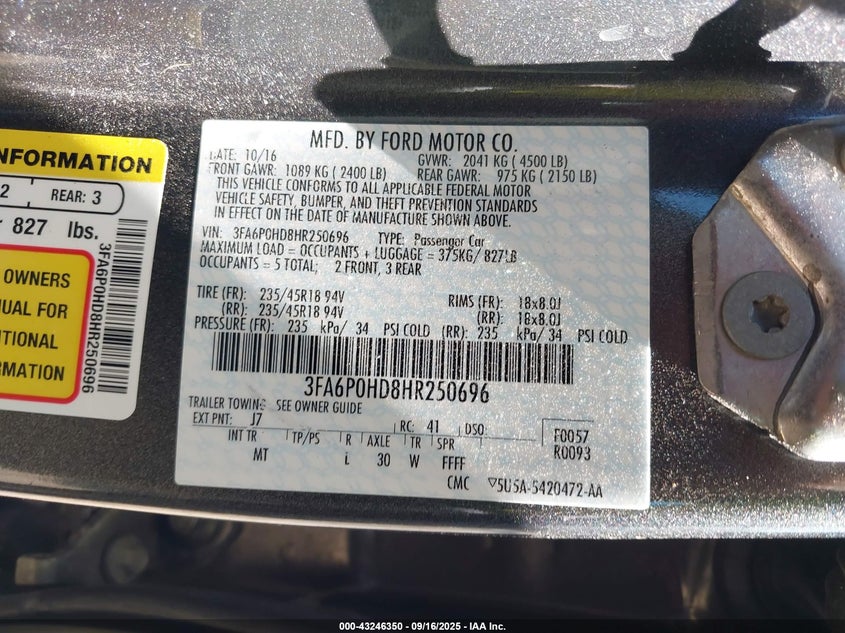 INFORMATION
2 REAR: 3
827 lbs.
OWNERS
UAL FOR
ITIONAL
RMATION
3FA6P0HD8HR250696
MFD. BY FORD MOTOR CO.
DATE: 10/16 GVWR: 2041 KG ( 4500 LB)
FRONT GAWR: 1089 KG ( 2400 LB) REAR GAWR: 975 KG ( 2150 LB)
THIS VEHICLE CONFORMS TO ALL APPLICABLE FEDERAL MOTOR
VEHICLE SAFETY, BUMPER, AND THEFT PREVENTION STANDARDS
IN EFFECT ON THE DATE OF MANUFACTURE SHOWN ABOVE.
VIN: 3FA6P0HD8HR250696 TYPE: Passenger Car
MAXIMUM LOAD = OCCUPANTS + LUGGAGE = 375KG/ 827LB
OCCUPANTS = 5 TOTAL; 2 FRONT, 3 REAR
TIRE (FR): 235/45R18 94V RIMS (FR): 18x8.0J
(RR): 235/45R18 94V (RR): 18x8.0J
PRESSURE (FR): 235 kPa/ 34 PSI COLD (RR): 235 kPa/ 34 PSI COLD
3FA6P0HD8HR250696
TRAILER TOWING- SEE OWNER GUIDE
EXT PNT: J7 RC: 41 DSO:
INT TR TP/PS R AXLE TR SPR
MT i 30 W FFFF
F0057
R0093
CMC ▽5U5A-5420472-AA
000-43246350 - 09/16/2025 - IAA Inc.